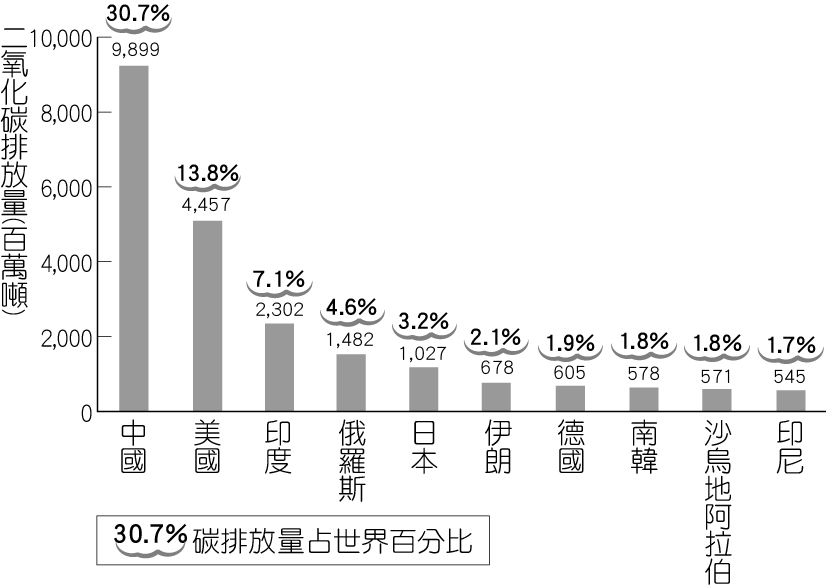 二氧化碳排放量(百萬噸)
10,000
8,000
6,000
4,000
2,000
0
30.7%
9,899
13.8%
4,457
7.1%
2,302
4.6%
1,482
3.2%
1,027
2.1%
678
1.9%
605
1.8%
578
1.8%
571
1.7%
545
中國
美國
印度
俄羅斯
日本
伊朗
德國
南韓
沙烏地阿拉伯
印尼
30.7% 碳排放量占世界百分比